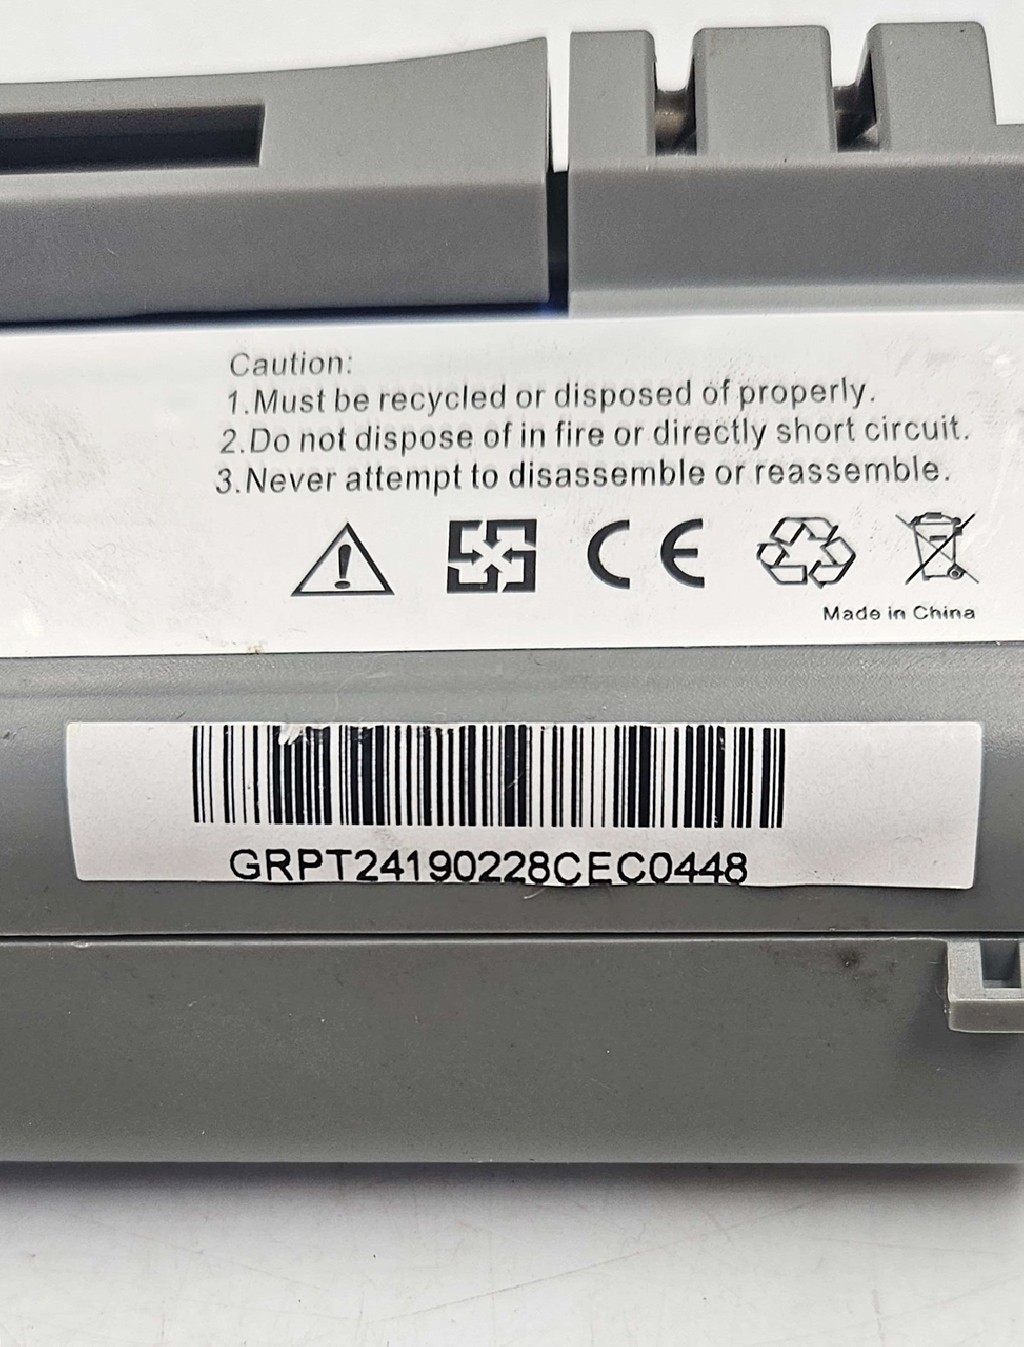 Caution:
1.Must be recycled or disposed of properly.
2.Do not dispose of in fire or directly short circuit.
3.Never attempt to disassemble or reassemble.
CE
Made in China
GRPT24190228CEC0448